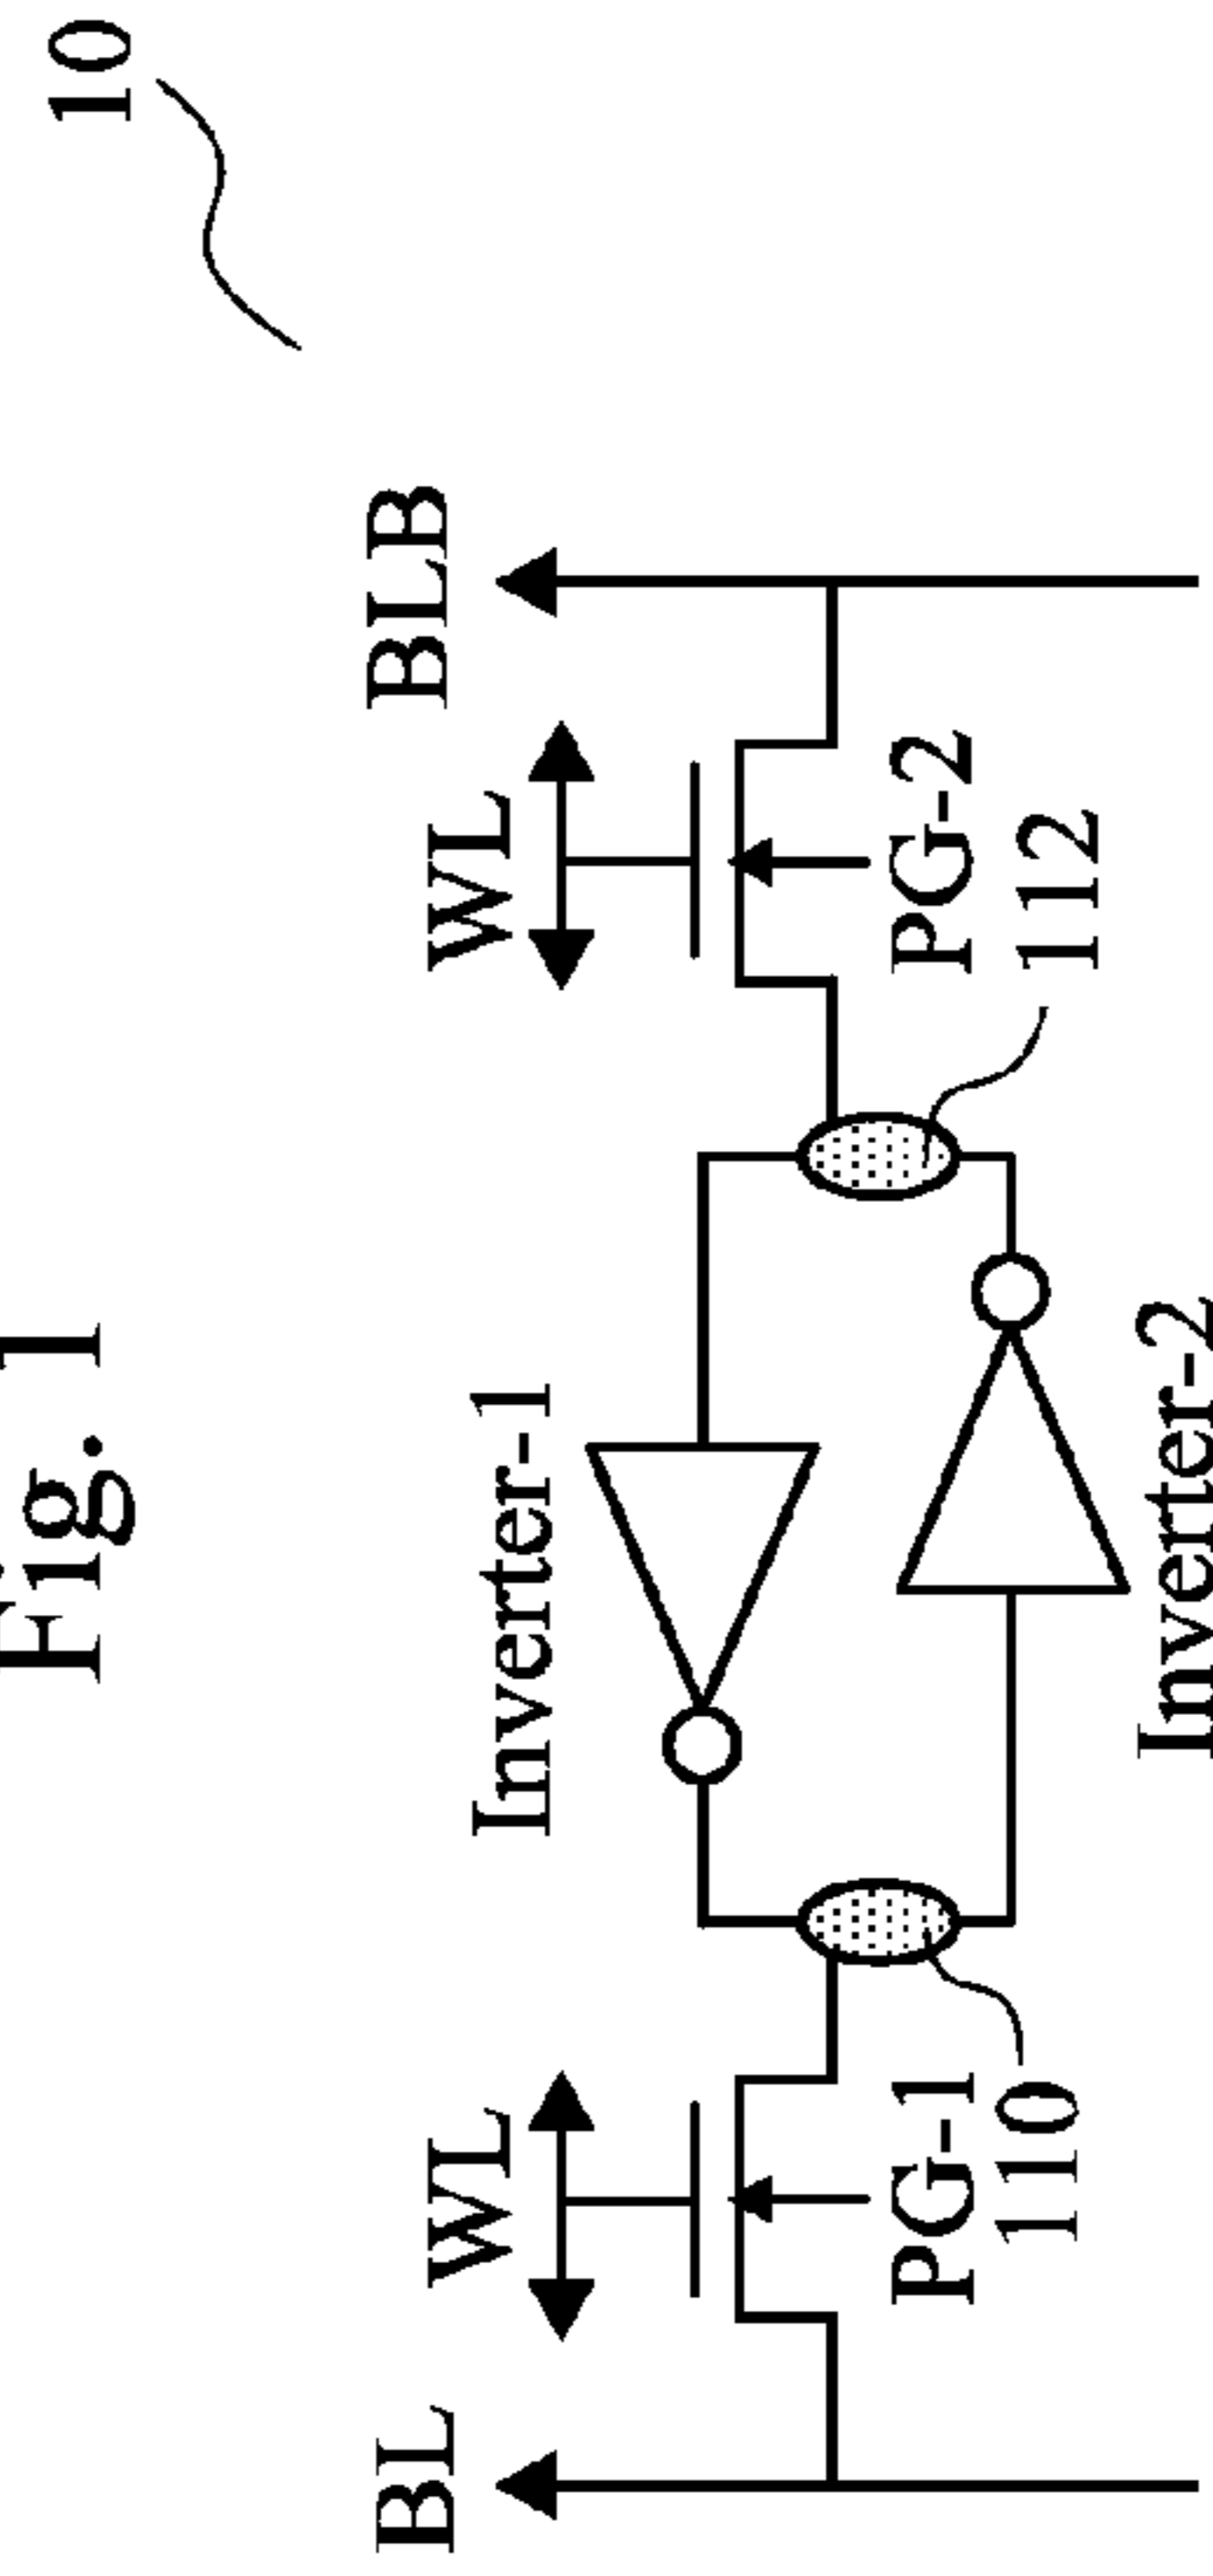 Fig. 1
10
BLB
WL
WL
BL
Inverter-1
PG-1
PG-2
110
112
Inverter-2